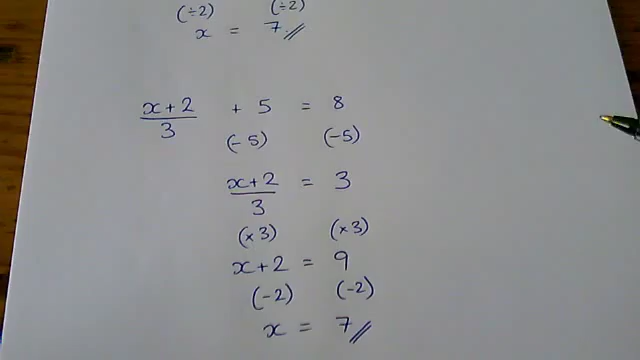 (÷2) (÷2)
x = 7
x+2/3 + 5 = 8
(-5) (-5)
x+2/3 = 3
(×3) (×3)
x+2 = 9
(-2) (-2)
x = 7